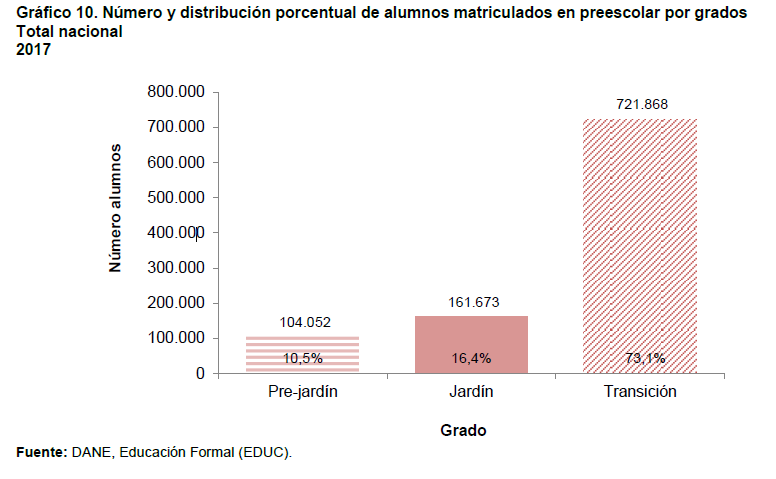 Gráfico 10. Número y distribución porcentual de alumnos matriculados en preescolar por grados
Total nacional
2017
800.000
700.000
600.000
500.000
400.000
300.000
200.000
100.000
0
Número alumnos
721.868
161.673
104.052
10,5%
16,4%
73,1%
Pre-jardín
Jardín
Transición
Grado
Fuente: DANE, Educación Formal (EDUC).